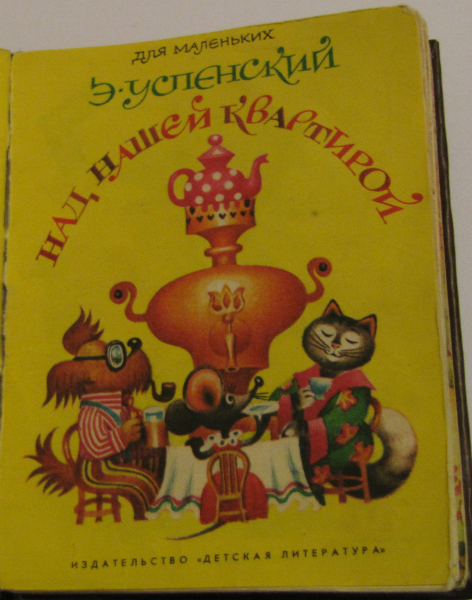 ДЛЯ МАЛЕНЬКИХ
Э·УСПЕНСКИЙ
НАД НАШЕЙ КВАРТИРОЙ
ИЗДАТЕЛЬСТВО «ДЕТСКАЯ ЛИТЕРАТУРА»